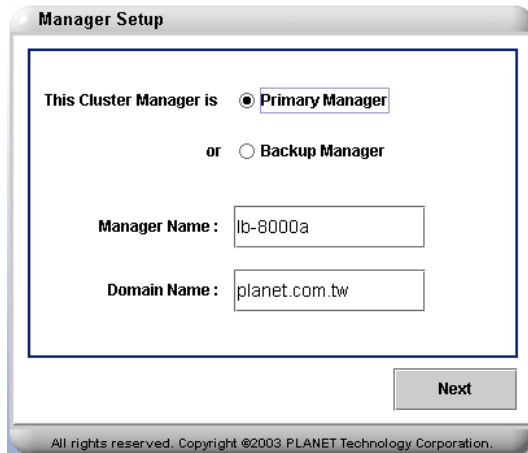 Manager Setup
This Cluster Manager is Primary Manager
or Backup Manager
Manager Name : lb-8000a
Domain Name : planet.com.tw
Next
All rights reserved. Copyright ©2003 PLANET Technology Corporation.